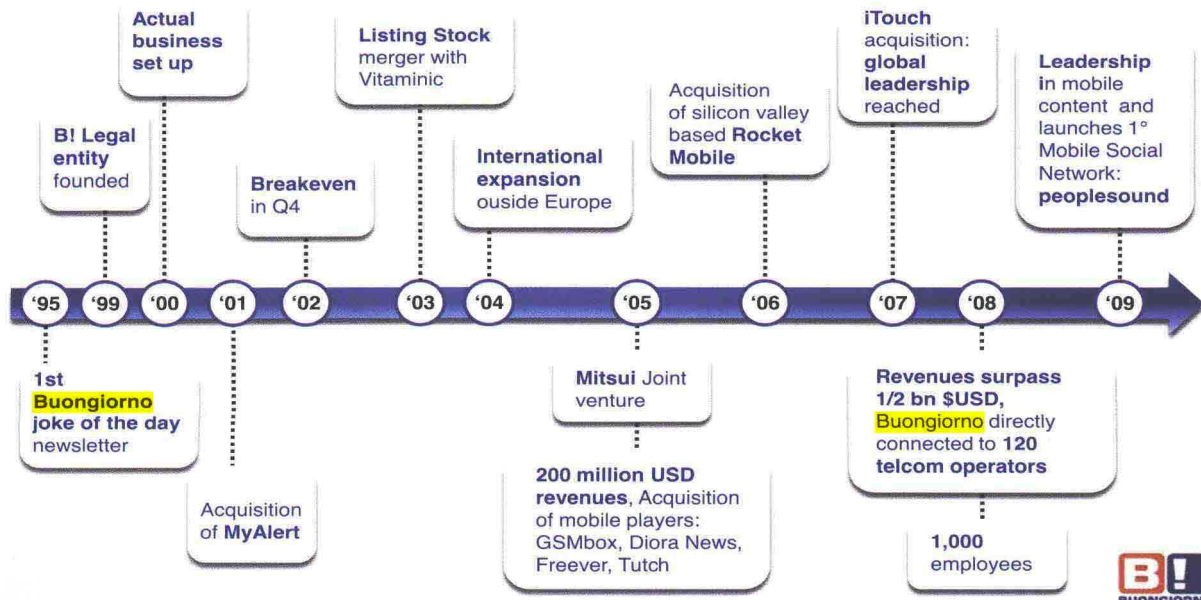 Actual
business
set up
Listing Stock
merger with
Vitaminic
iTouch
acquisition:
global
leadership
reached
Leadership
in mobile
content and
launches 1°
Mobile Social
Network:
peoplesound
Acquisition
of silicon valley
based Rocket
Mobile
B! Legal
entity
founded
Breakeven
in Q4
International
expansion
ouside Europe
'95 '99 '00 '01 '02 '03 '04 '05 '06 '07 '08 '09
1st
Buongiorno
joke of the day
newsletter
Acquisition
of MyAlert
Mitsui Joint
venture
200 million USD
revenues, Acquisition
of mobile players:
GSMbox, Diora News,
Freever, Tutch
Revenues surpass
1/2 bn $USD,
Buongiorno directly
connected to 120
telcom operators
1,000
employees
B!